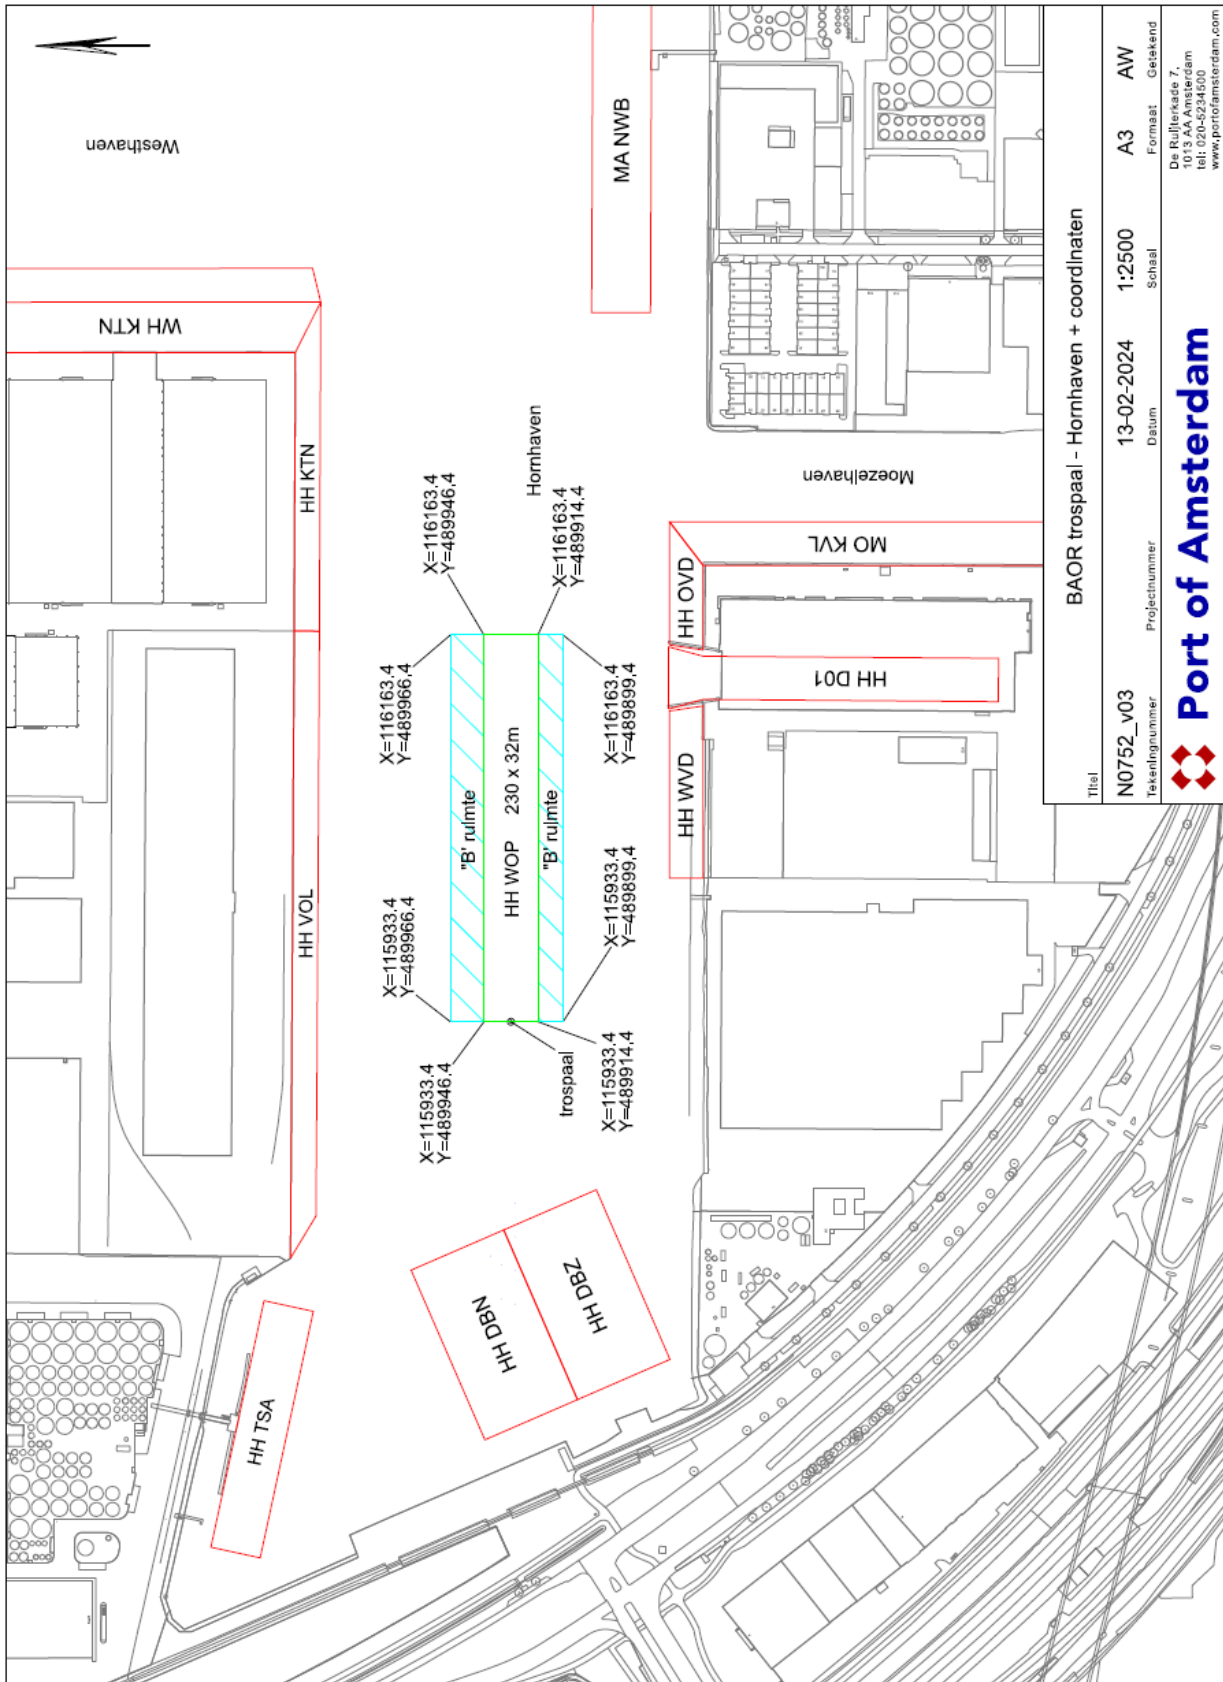 Westhaven
WH KTN
HH KTN
HH VOL
HH TSA
MA NWB
Hornhaven
X=116163.4
Y=489946.4
X=116163.4
Y=489914.4
X=116163.4
Y=489966.4
X=116163.4
Y=489899.4
"B' ruimte
HH WOP 230 x 32m
"B' ruimte
X=115933.4
Y=489966.4
X=115933.4
Y=489899.4
X=115933.4
Y=489946.4
trospaal
X=115933.4
Y=489914.4
HH DBN
HH DBZ
Moezelhaven
MO KVL
HH OVD
HH D01
HH WVD
Titel
BAOR trospaal - Hornhaven + coordinaten
N0752_v03
13-02-2024
1:2500
A3
AW
Tekeningnummer
Projectnummer
Datum
Schaal
Formaat
Getekend
Port of Amsterdam
De Ruijterkade 7,
1013 AA Amsterdam
tel: 020-5234500
www.portofamsterdam.com